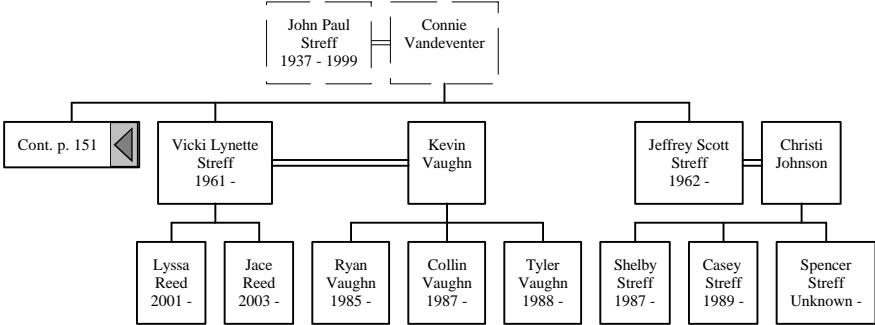 John Paul
Streff
1937 - 1999
Connie
Vandeventer
Cont. p. 151
Vicki Lynette
Streff
1961 -
Kevin
Vaughn
Jeffrey Scott
Streff
1962 -
Christi
Johnson
Lyssa
Reed
2001 -
Jace
Reed
2003 -
Ryan
Vaughn
1985 -
Collin
Vaughn
1987 -
Tyler
Vaughn
1988 -
Shelby
Streff
1987 -
Casey
Streff
1989 -
Spencer
Streff
Unknown -